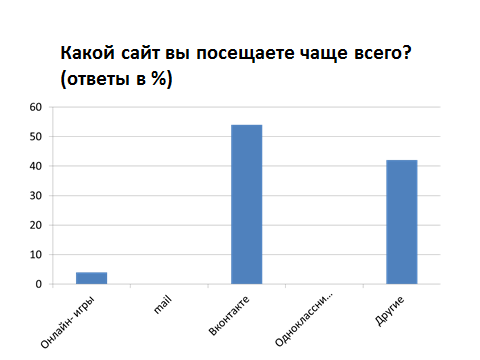 Какой сайт вы посещаете чаще всего?
(ответы в %)
60
50
40
30
20
10
0
Онлайн- игры
mail
Вконтакте
Одноклассни...
Другие